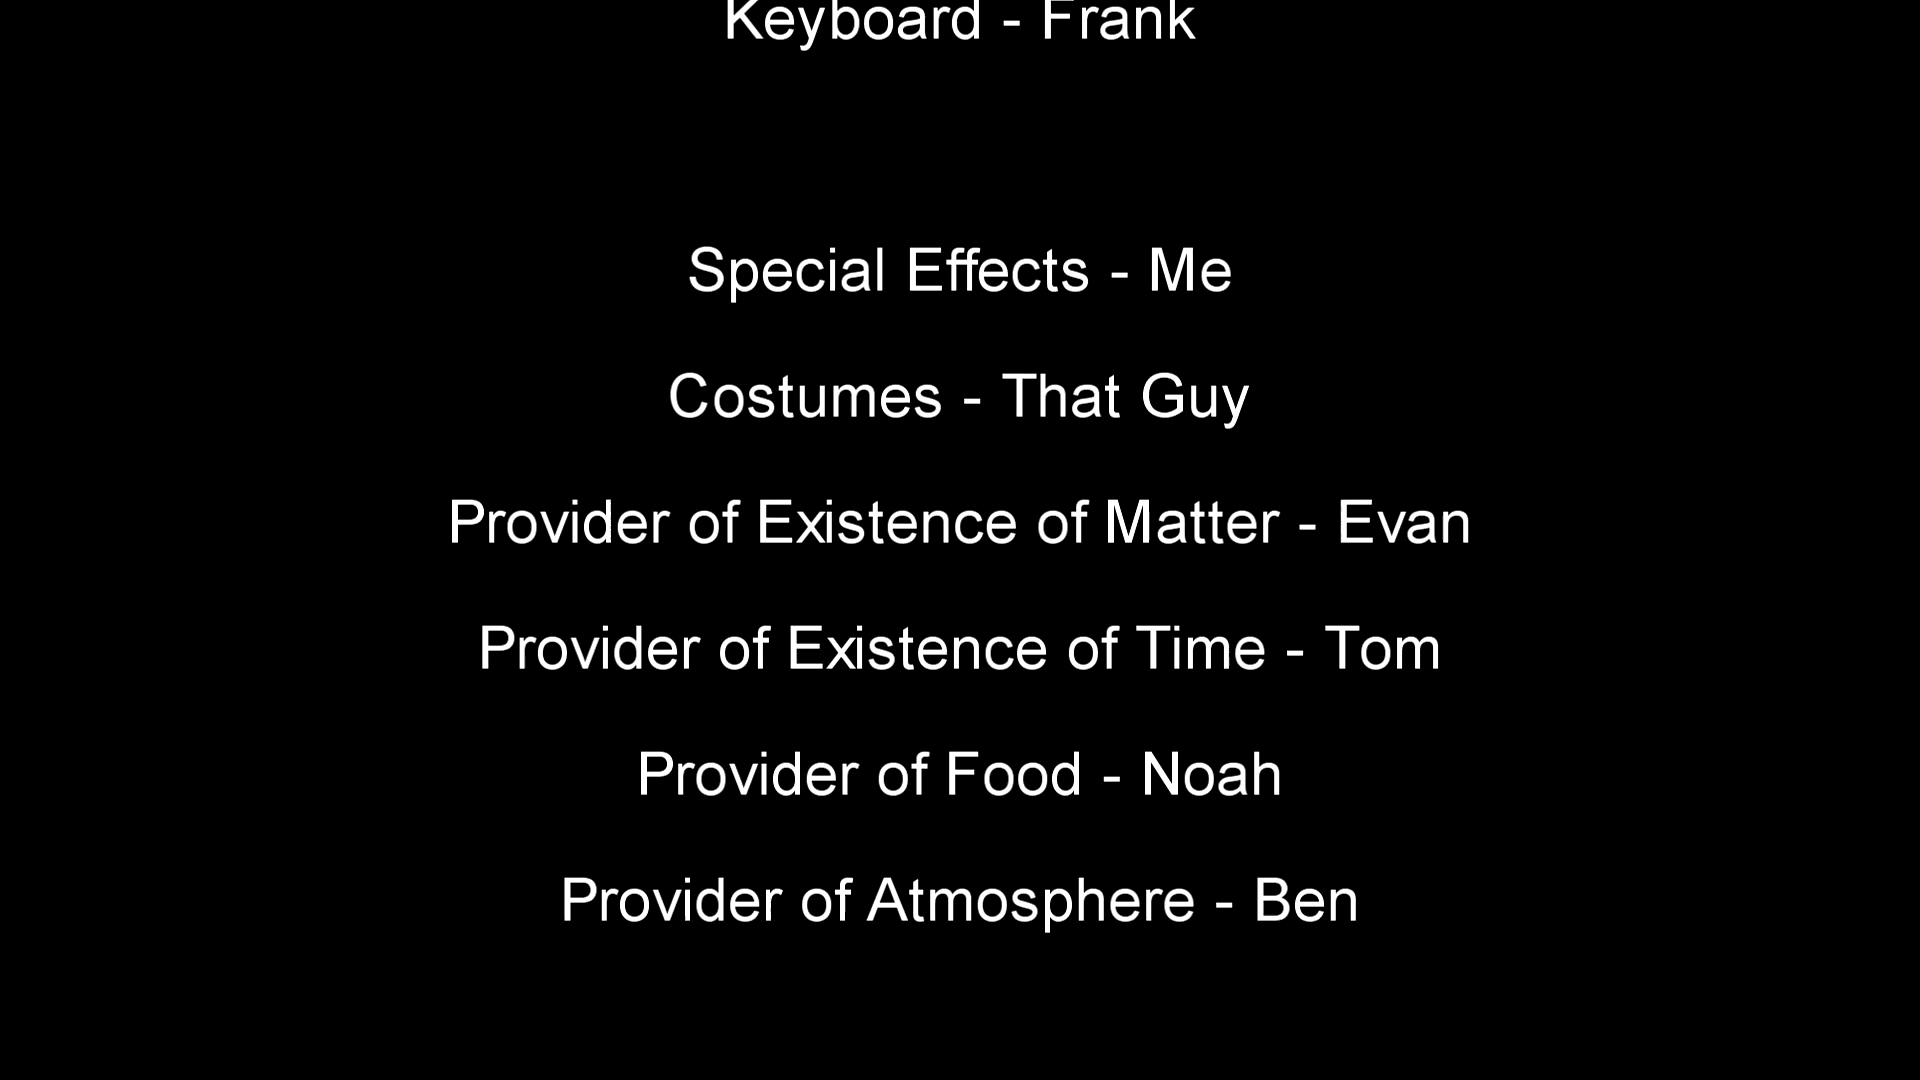 Keyboard - Frank
Special Effects - Me
Costumes - That Guy
Provider of Existence of Matter - Evan
Provider of Existence of Time - Tom
Provider of Food - Noah
Provider of Atmosphere - Ben